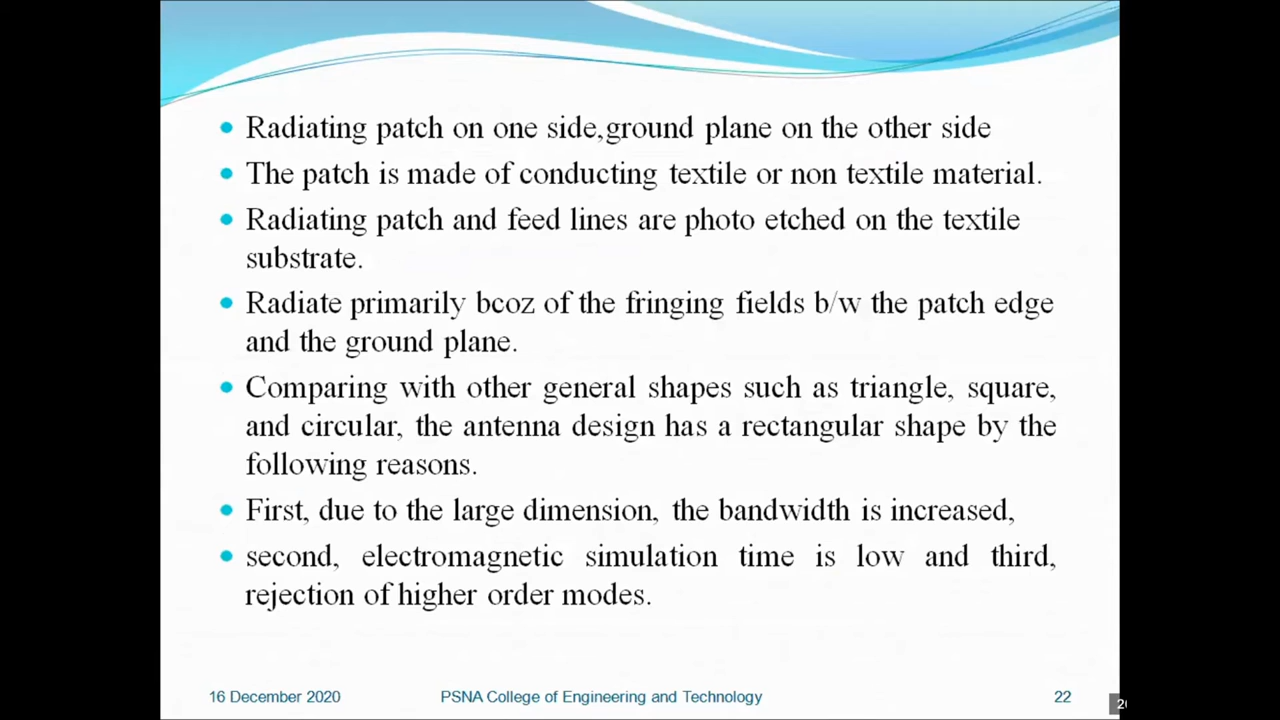 Radiating patch on one side,ground plane on the other side
The patch is made of conducting textile or non textile material.
Radiating patch and feed lines are photo etched on the textile
substrate.
Radiate primarily bcoz of the fringing fields b/w the patch edge
and the ground plane.
Comparing with other general shapes such as triangle, square,
and circular, the antenna design has a rectangular shape by the
following reasons.
First, due to the large dimension, the bandwidth is increased,
second, electromagnetic simulation time is low and third,
rejection of higher order modes.
16 December 2020 PSNA College of Engineering and Technology 22